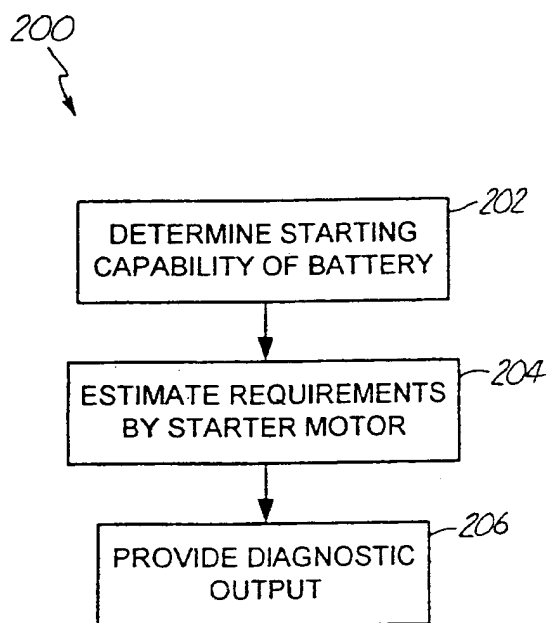 200
202
DETERMINE STARTING
CAPABILITY OF BATTERY
204
ESTIMATE REQUIREMENTS
BY STARTER MOTOR
206
PROVIDE DIAGNOSTIC
OUTPUT